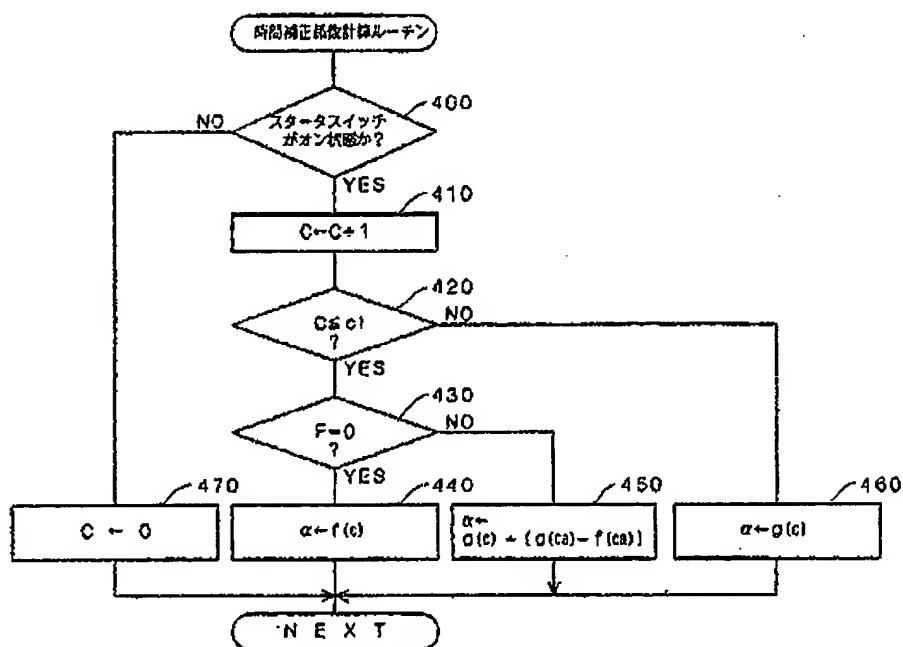 時間補正係数計算ルーチン
400
NO
スタータスイッチ
がオン状態か?
YES
410
C←C+1
420
NO
C≦c1
?
YES
430
NO
F=0
?
YES
470
440
450
460
C ← 0
α←f(c)
α←
g(c) - {g(ca)-f(ca)}
α←g(c)
N E X T